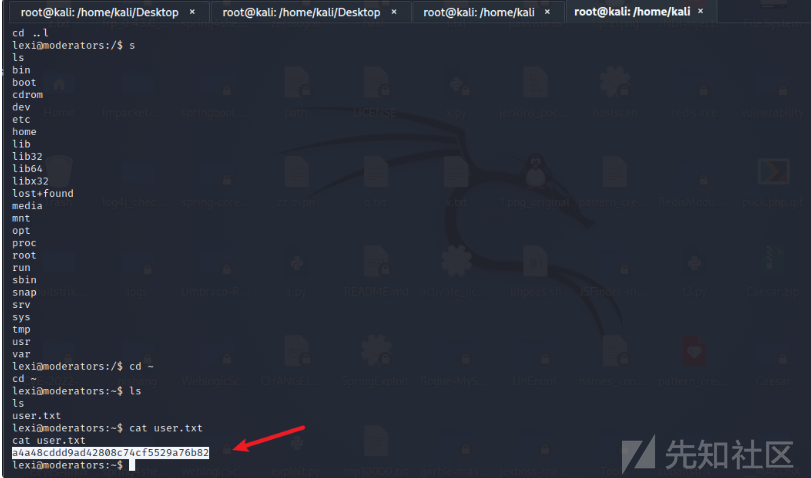 root@kali: /home/kali/Desktop × root@kali: /home/kali/Desktop × root@kali: /home/kali × root@kali: /home/kali ×
cd ..l
lexi@moderators:/$ s
ls
bin
boot
cdrom
dev
etc
home
lib
lib32
lib64
libx32
lost+found
media
mnt
opt
proc
root
run
sbin
snap
srv
sys
tmp
usr
var
lexi@moderators:/$ cd ~
cd ~
lexi@moderators:~$ ls
ls
user.txt
lexi@moderators:~$ cat user.txt
cat user.txt
a4a48cddd9ad42808c74cf5529a76b82
lexi@moderators:~$
先知社区